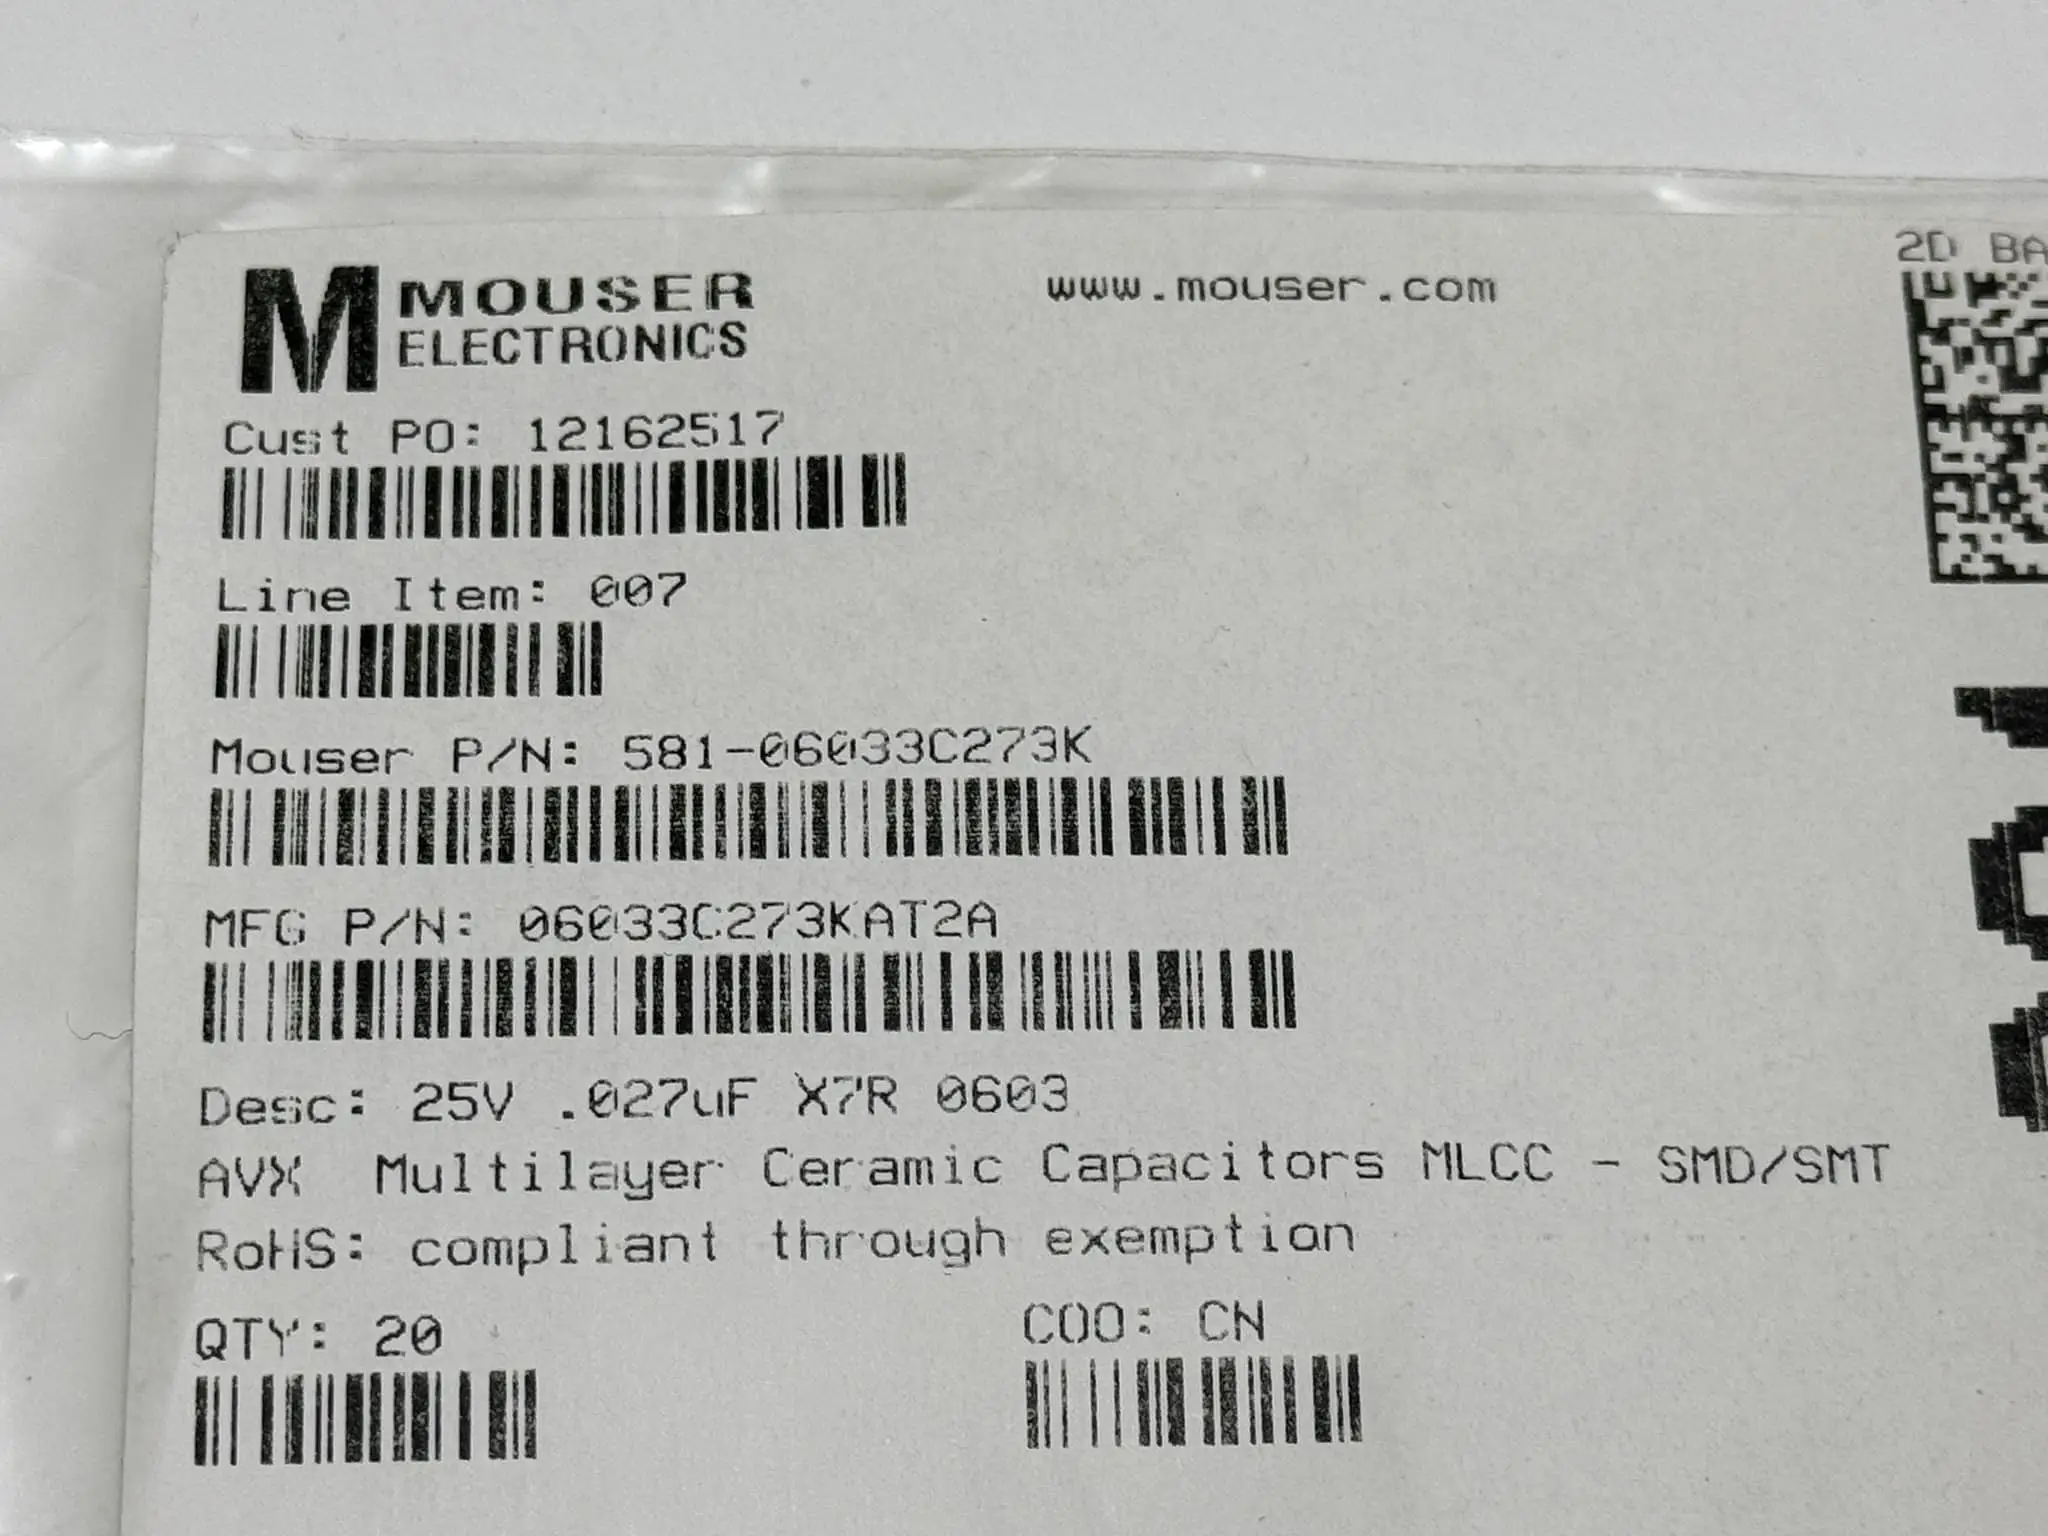 MOUSER
ELECTRONICS
www.mouser.com
2D
Cust PO: 12162517
Line Item: 007
Mouser P/N: 581-06033C273K
MFG P/N: 06033C273KAT2A
Desc: 25V .027uF X7R 0603
AVX Multilayer Ceramic Capacitors MLCC - SMD/SMT
RoHS: compliant through exemption
QTY: 20
COO: CN